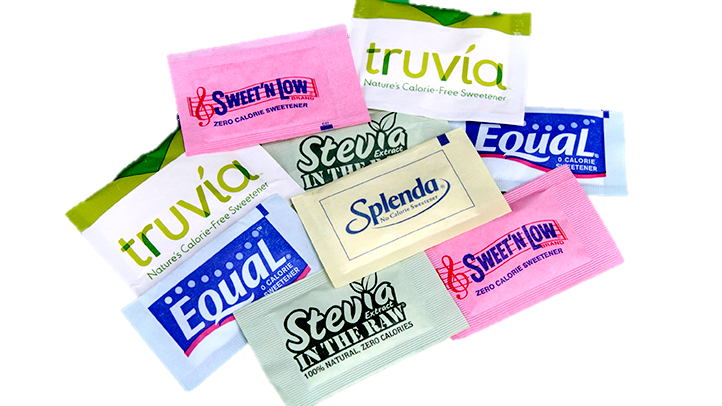 truvía
Nature's Calorie-Free Sweetener
SWEET'N LOW
BRAND
ZERO CALORIE SWEETENER
EQUAL
0 CALORIE
SWEETENER
Stevia
Extract
IN THE RAW
Splenda
No Calorie Sweetener
truvía
Nature's Calorie-Free Sweetener
SWEET'N LOW
BRAND
ZERO CALORIE SWEETENER
EQUAL
0 CALORIE
SWEETENER
Stevia
Extract
IN THE RAW
100% NATURAL, ZERO CALORIES